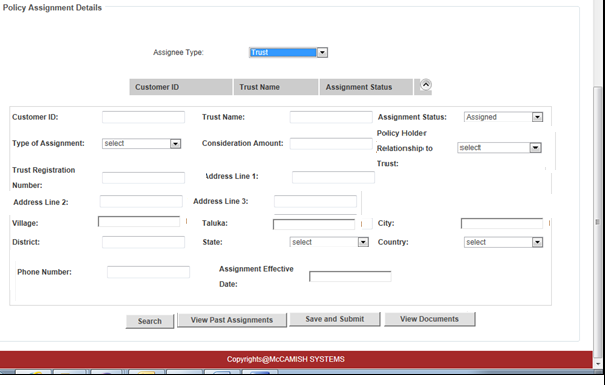 Policy Assignment Details
Assignee Type: Trust
Customer ID Trust Name Assignment Status
Customer ID: Trust Name: Assignment Status: Assigned
Type of Assignment: select Consideration Amount: Policy Holder Relationship to Trust: select
Trust Registration Number: Address Line 1:
Address Line 2: Address Line 3:
Village: Taluka: City:
District: State: select Country: select
Phone Number: Assignment Effective Date:
Search View Past Assignments Save and Submit View Documents
Copyrights@McCAMISH SYSTEMS